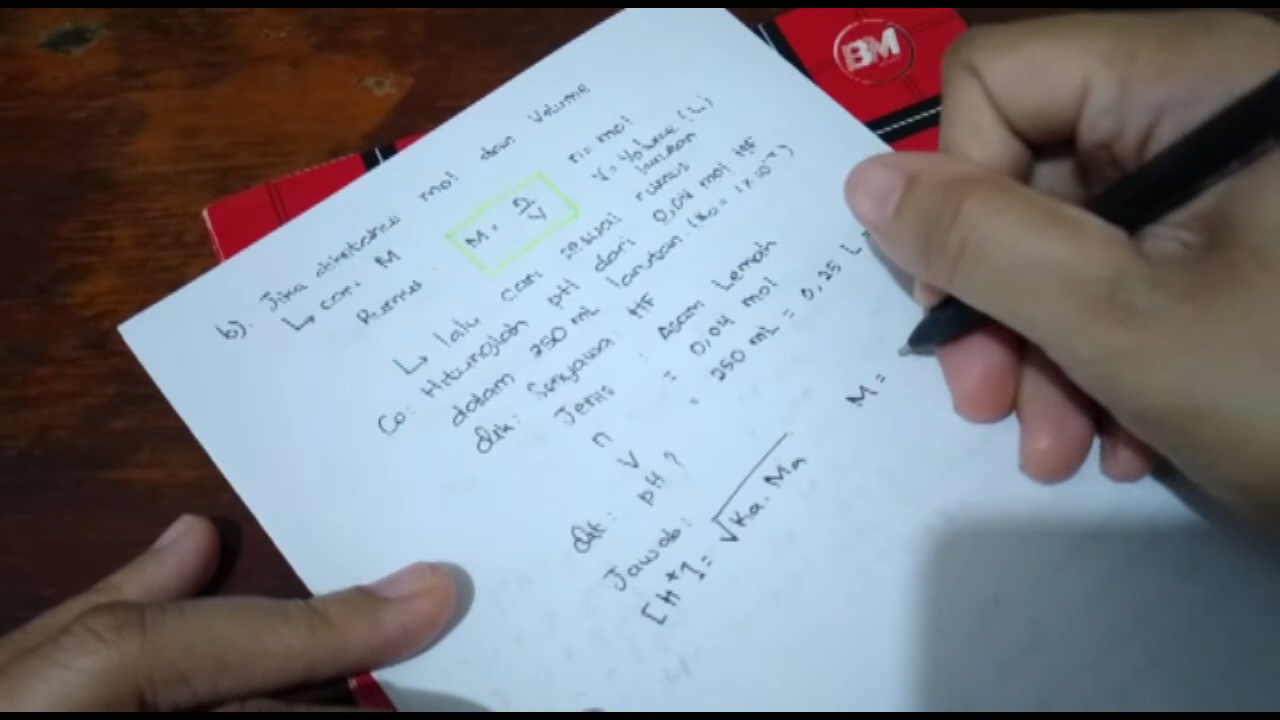 BM
b). Jika diketahui mol dan Volume
↳ cari M
Rumus
M = n/V
n = mol
V = Volume (L)
larutan
↳ lalu cari sesuai rumus
Co: Hitunglah pH dari 0,04 mol HF
dalam 250 mL larutan (Ka = 1 x 10⁻⁴)
dik: Senyawa: HF
Jenis : Asam Lemah
n = 0,04 mol
V = 250 mL = 0,25 L
dit: pH ?
Jawab:
[H⁺] = √Ka . Ma
M =